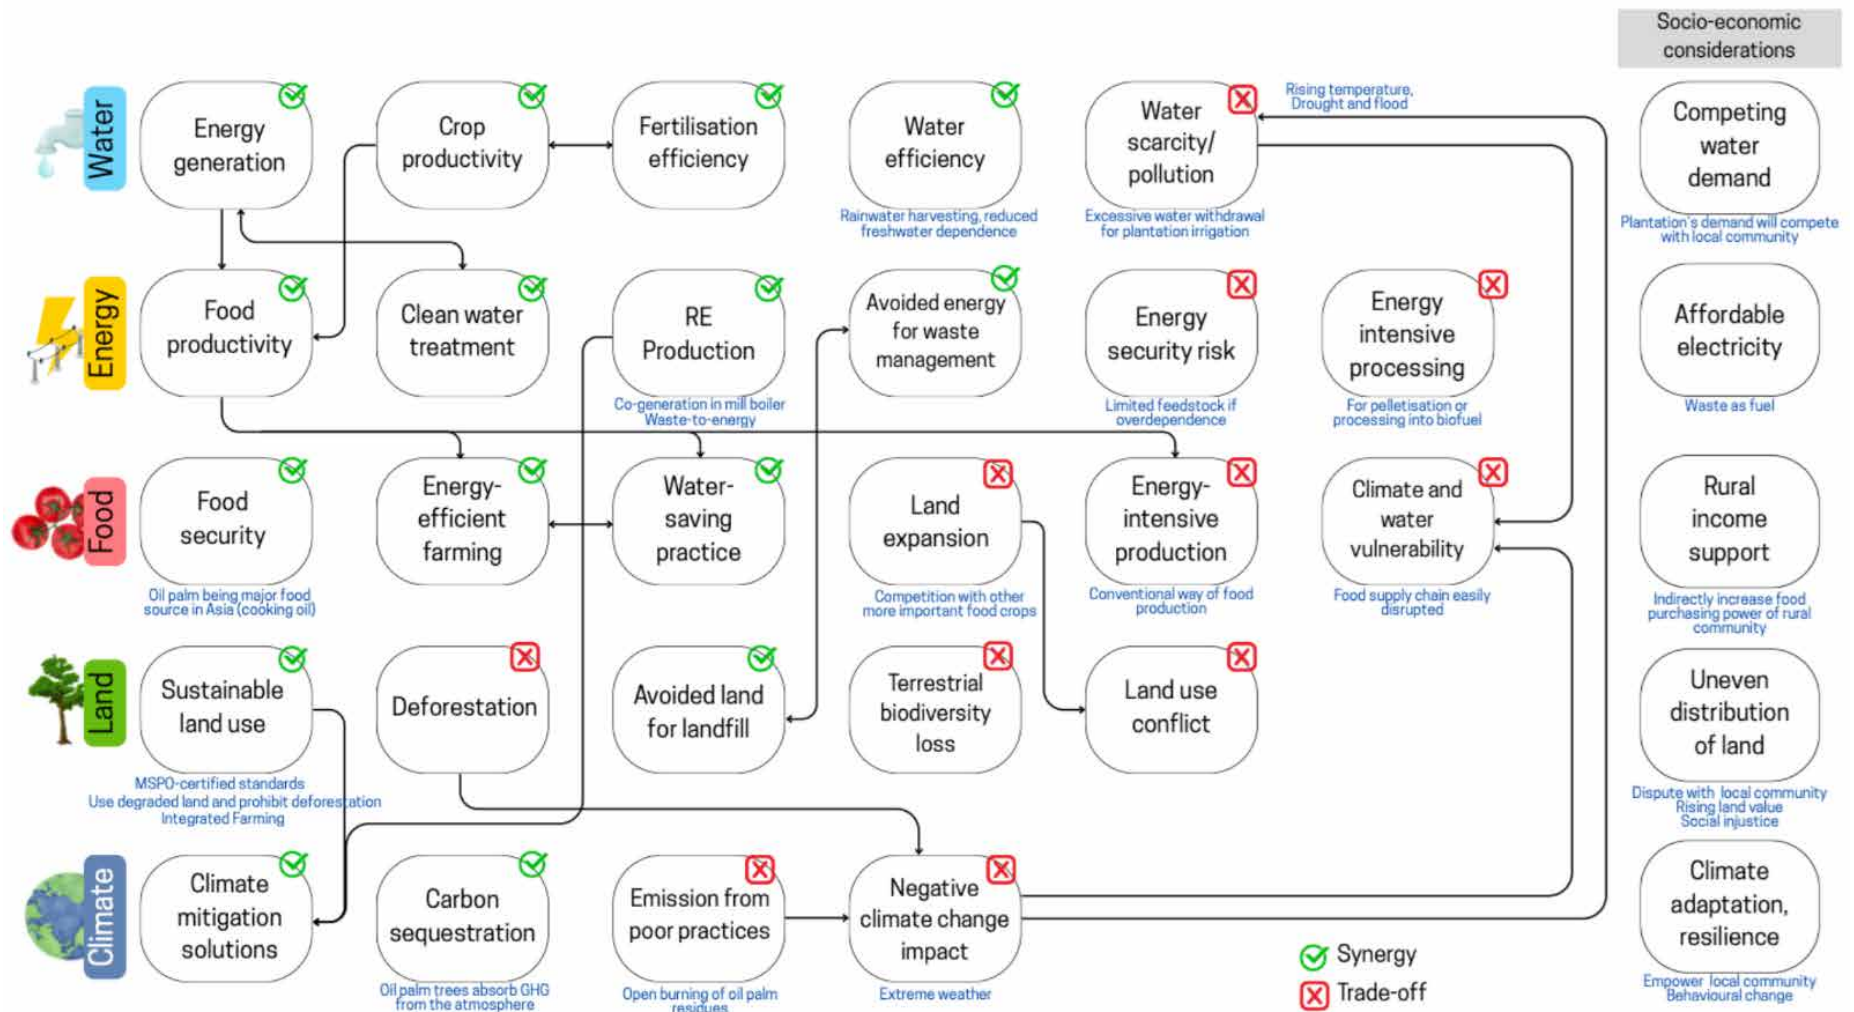 Socio-economic
considerations
Water
Energy
generation
Crop
productivity
Fertilisation
efficiency
Water
efficiency
Rainwater harvesting, reduced
freshwater dependence
Water
scarcity/
pollution
Excessive water withdrawal
for plantation irrigation
Rising temperature,
Drought and flood
Competing
water
demand
Plantation's demand will compete
with local community
Energy
Food
productivity
Clean water
treatment
RE
Production
Co-generation in mill boiler
Waste-to-energy
Avoided energy
for waste
management
Energy
security risk
Limited feedstock if
overdependence
Energy
intensive
processing
For pelletisation or
processing into biofuel
Affordable
electricity
Waste as fuel
Food
Food
security
Oil palm being major food
source in Asia (cooking oil)
Energy-
efficient
farming
Water-
saving
practice
Land
expansion
Competition with other
more important food crops
Energy-
intensive
production
Conventional way of food
production
Climate and
water
vulnerability
Food supply chain easily
disrupted
Rural
income
support
Indirectly increase food
purchasing power of rural
community
Land
Sustainable
land use
MSPO-certified standards
Use degraded land and prohibit deforestation
Integrated Farming
Deforestation
Avoided land
for landfill
Terrestrial
biodiversity
loss
Land use
conflict
Uneven
distribution
of land
Dispute with local community
Rising land value
Social injustice
Climate
Climate
mitigation
solutions
Carbon
sequestration
Oil palm trees absorb GHG
from the atmosphere
Emission from
poor practices
Open burning of oil palm
residues
Negative
climate change
impact
Extreme weather
Synergy
Trade-off
Climate
adaptation,
resilience
Empower local community
Behavioural change